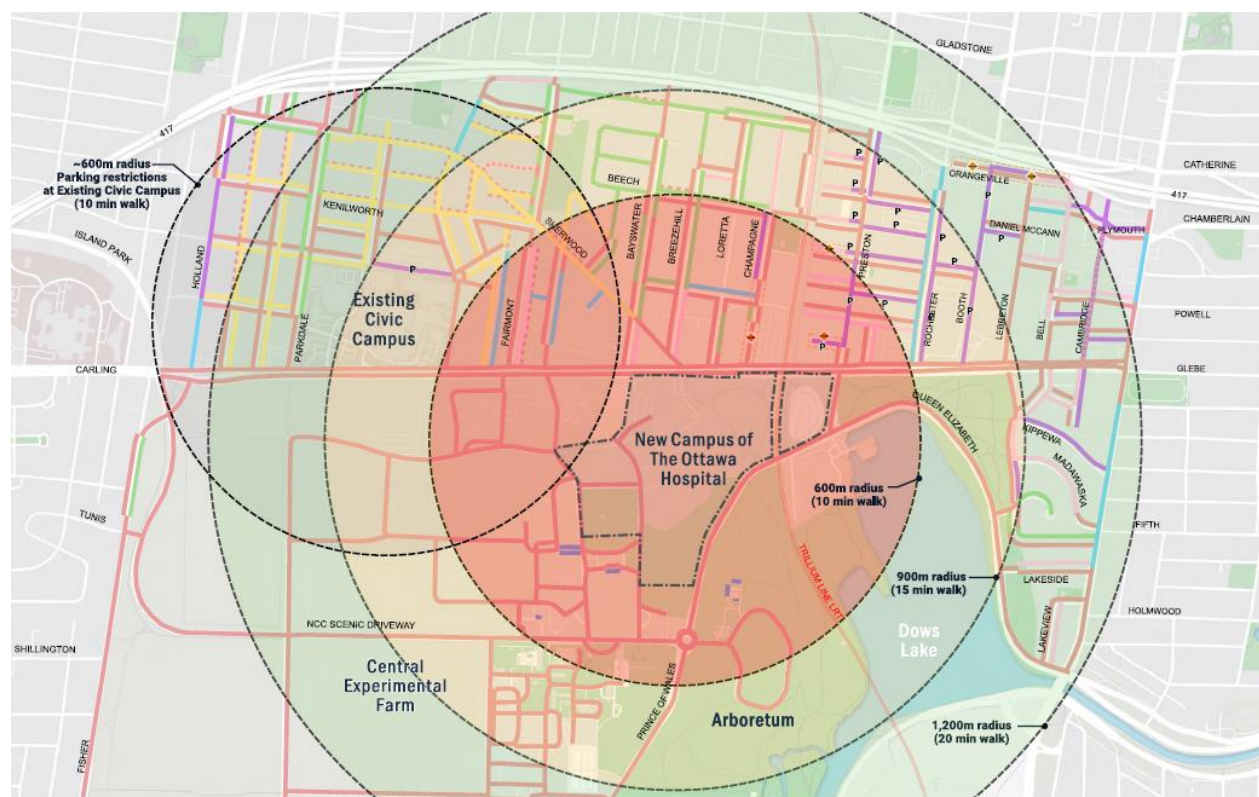 GLADSTONE
417
~600m radius
Parking restrictions
at Existing Civic Campus
(10 min walk)
CATHERINE
417
ORANGEVILLE
P
P
P
P
BEECH
KENILWORTH
P
P
CHAMBERLAIN
DANIEL MCCANN
PLYMOUTH
ISLAND PARK
SHERWOOD
BAYSWATER
BREEZEHILL
LORETTA
CHAMPAGNE
P
P
PRESTON
P
P
HOLLAND
P
P
Existing
Civic
Campus
FAIRMONT
PARKDALE
P
P
P
P
ROCHESTER
BOOTH
LEBRETON
BELL
CAMBRIDGE
POWELL
P
CARLING
GLEBE
QUEEN ELIZABETH
New Campus of
The Ottawa
Hospital
KIPPEWA
MADAWASKA
600m radius
(10 min walk)
TUNIS
FIFTH
TRILLIUM LINE LRT
900m radius
(15 min walk)
LAKESIDE
HOLMWOOD
NCC SCENIC DRIVEWAY
Dows
Lake
LAKEVIEW
SHILLINGTON
Central
Experimental
Farm
PRINCE OF WALES
Arboretum
1,200m radius
(20 min walk)
FISHER